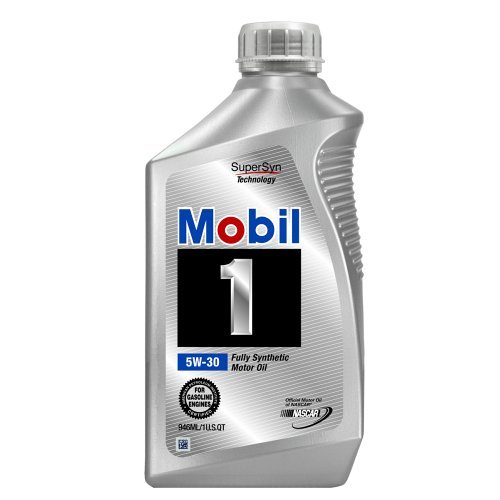 SuperSyn
Technology
Mobil
1
5W-30
Fully Synthetic
Motor Oil
FOR
GASOLINE
ENGINES
Official Motor Oil
of NASCAR®
NASCAR
946ML/1U.S.QT